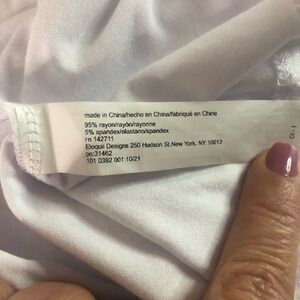 made in China/hecho en China/fabriqué en Chine
95% rayon/rayón/rayonne
5% spandex/elastano/spandex
rn 142711
Eloquii Designs 250 Hudson St,New York, NY 10013
po:31462
101 0392 001 10/21